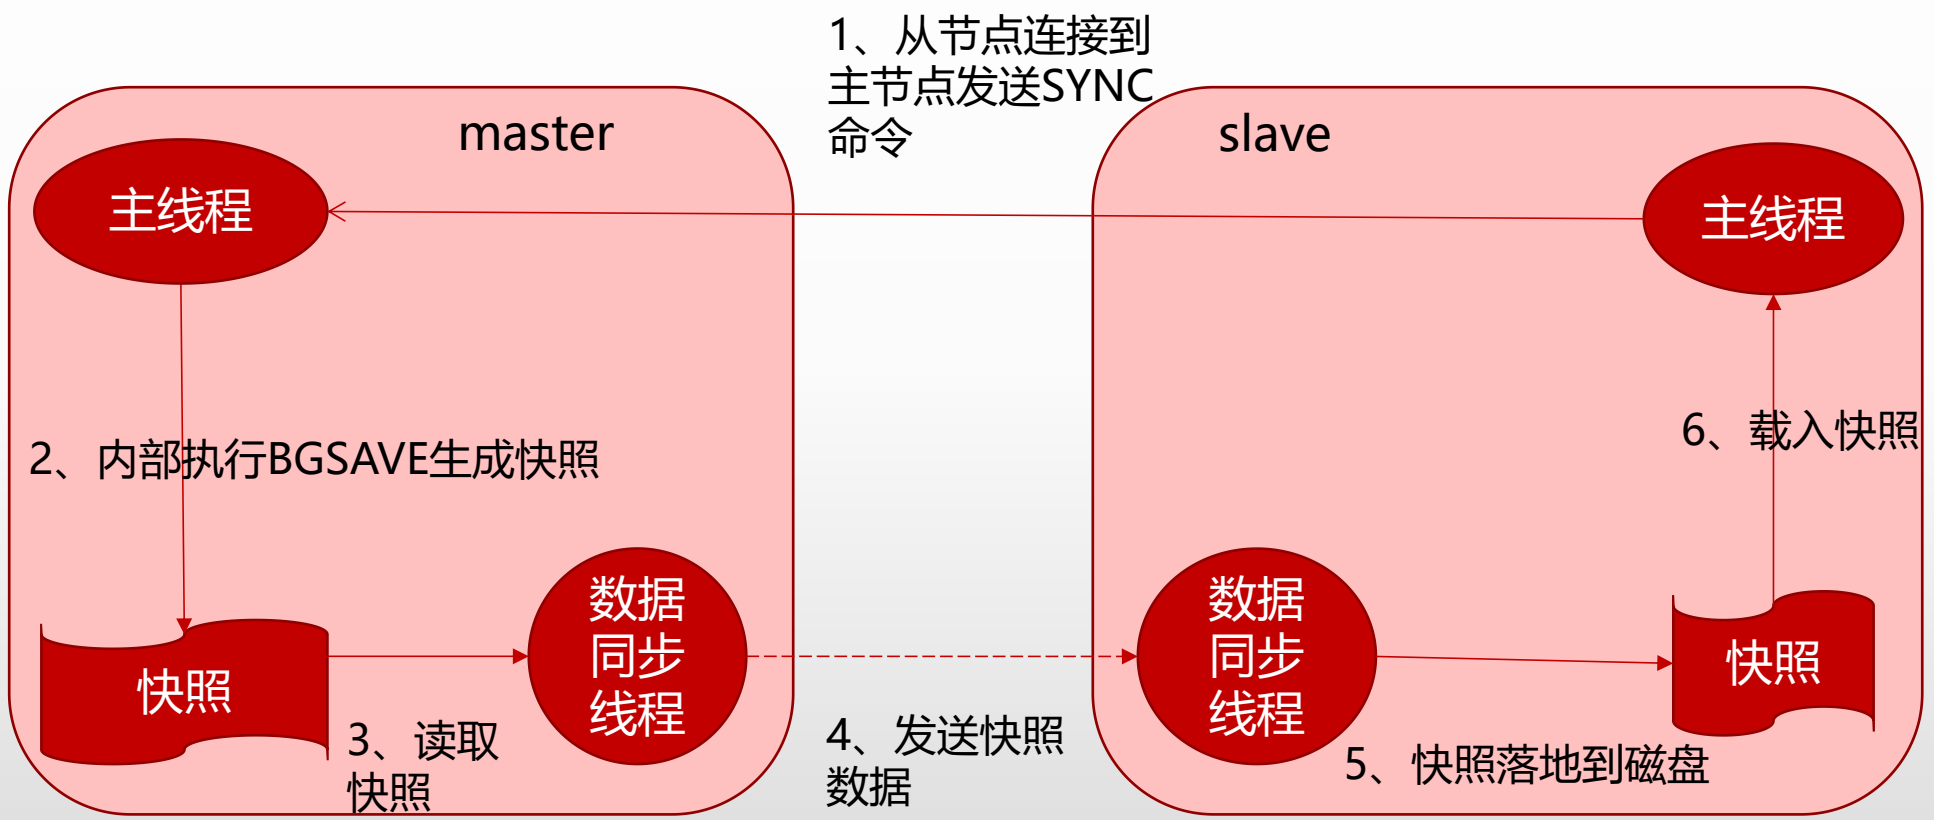 1、从节点连接到
主节点发送SYNC
命令
master
slave
主线程
主线程
2、内部执行BGSAVE生成快照
6、载入快照
快照
数据
同步
线程
数据
同步
线程
快照
3、读取
快照
4、发送快照
数据
5、快照落地到磁盘